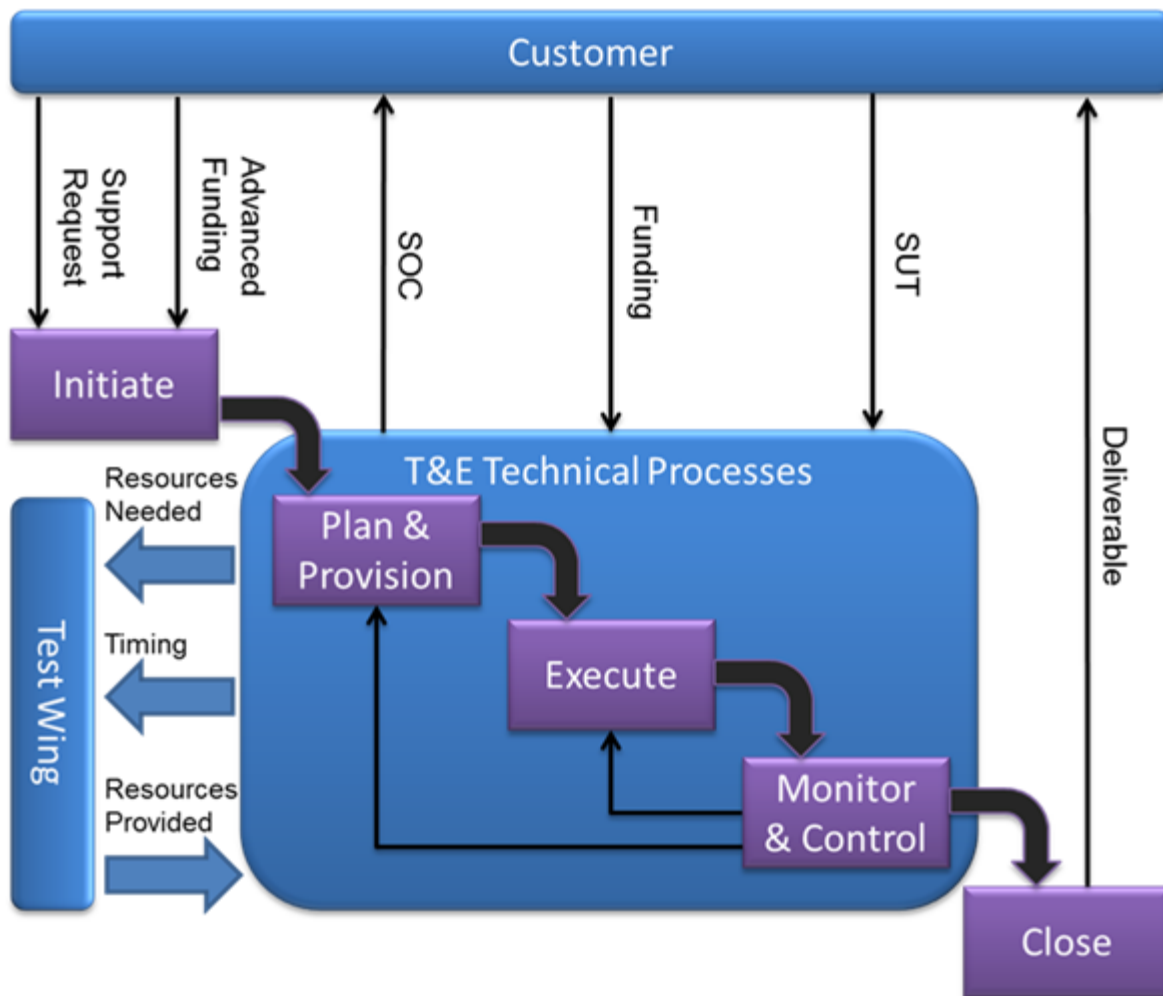 Customer
Support
Request
Advanced
Funding
SOC
Funding
SUT
Deliverable
Initiate
T&E Technical Processes
Resources
Needed
Plan &
Provision
Test Wing
Timing
Execute
Resources
Provided
Monitor
& Control
Close